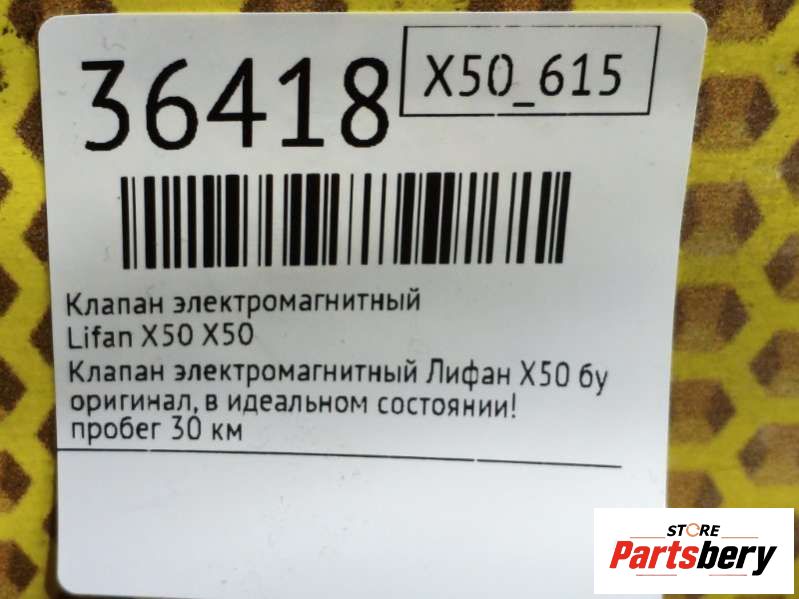 36418
X50_615
Клапан электромагнитный
Lifan X50 X50
Клапан электромагнитный Лифан X50 бу
оригинал, в идеальном состоянии!
пробег 30 км
STORE
Partsbery